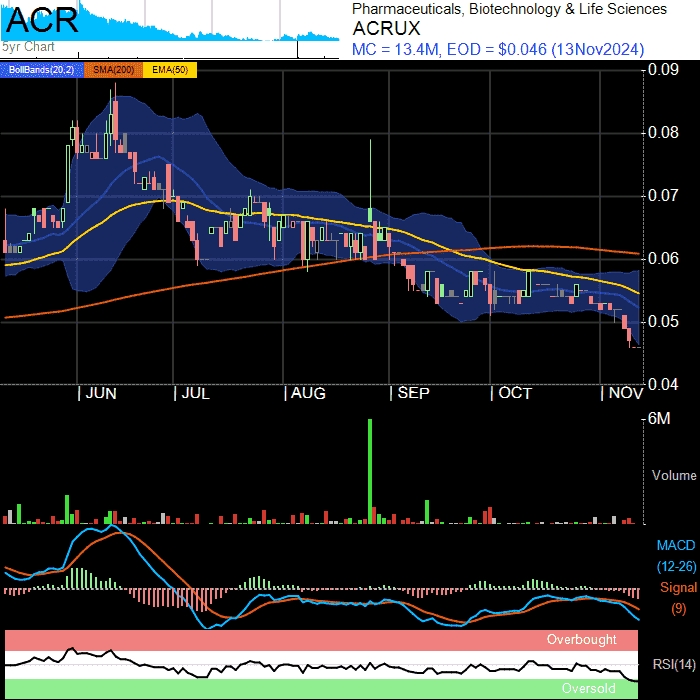 ACR
5yr Chart
Pharmaceuticals, Biotechnology & Life Sciences
ACRUX
MC = 13.4M, EOD = $0.046 (13Nov2024)
BollBands(20,2) SMA(200) EMA(50)
0.09
0.08
0.07
0.06
0.05
0.04
| JUN | JUL | AUG | SEP | OCT | NOV
6M
Volume
MACD
(12-26)
Signal
(9)
Overbought
RSI(14)
Oversold